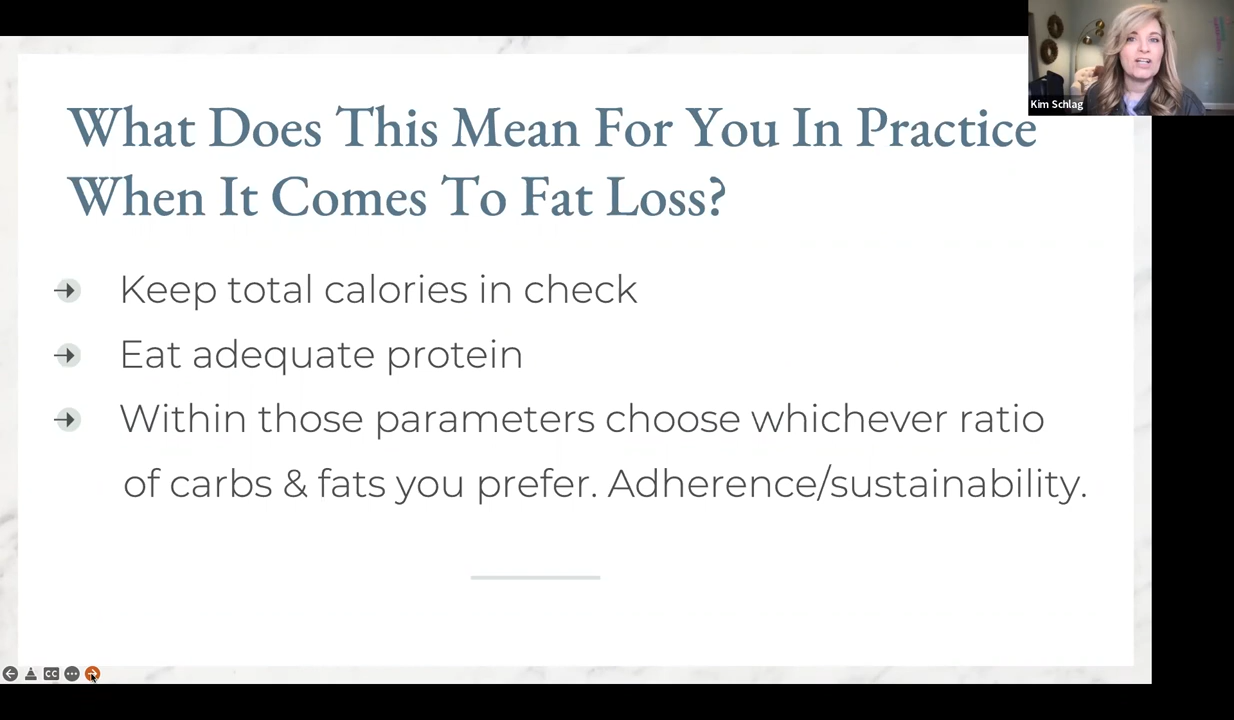 Kim Schlag
What Does This Mean For You In Practice
When It Comes To Fat Loss?
Keep total calories in check
Eat adequate protein
Within those parameters choose whichever ratio
of carbs & fats you prefer. Adherence/sustainability.
CC